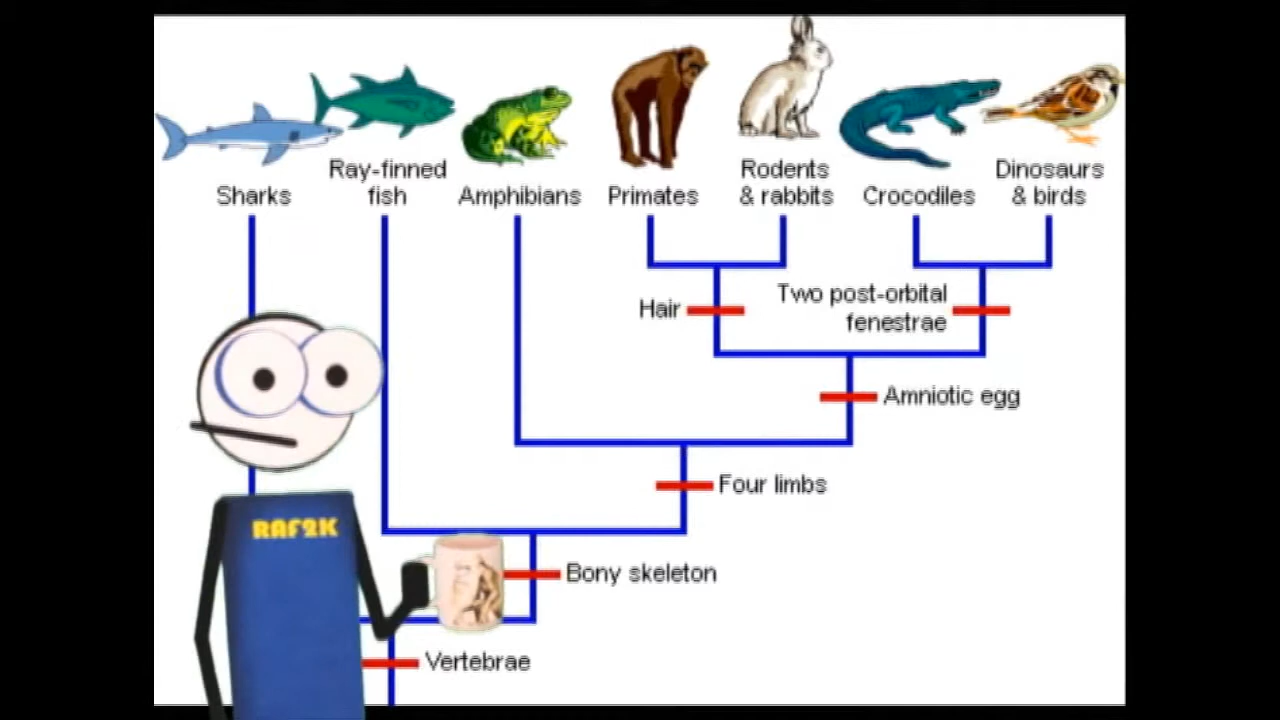 Sharks
Ray-finned
fish
Amphibians
Primates
Rodents
& rabbits
Crocodiles
Dinosaurs
& birds
Hair
Two post-orbital
fenestrae
Amniotic egg
Four limbs
RAF2K
Bony skeleton
Vertebrae